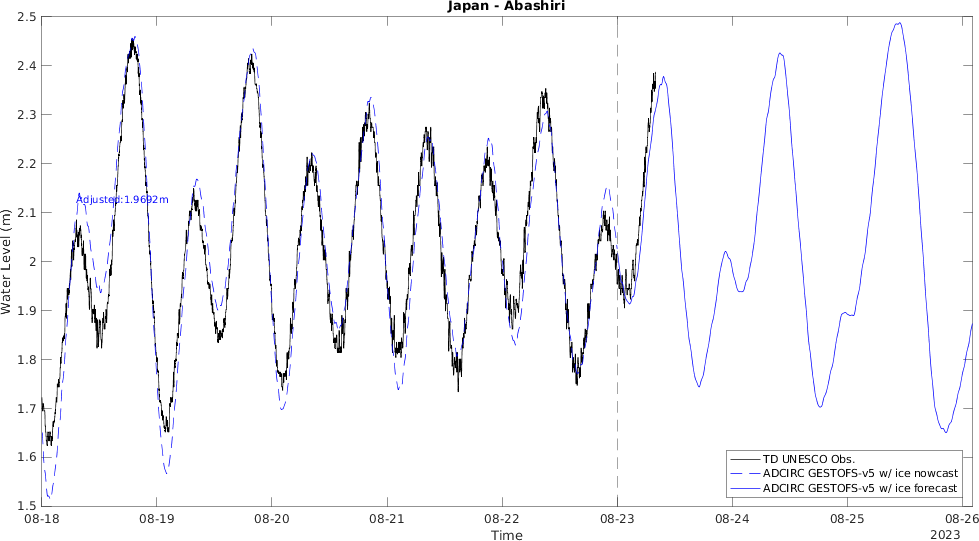 Japan - Abashiri
Water Level (m)
2.5
2.4
2.3
2.2
2.1
2
1.9
1.8
1.7
1.6
1.5
Adjusted:1.9692m
TD UNESCO Obs.
ADCIRC GESTOFS-v5 w/ ice nowcast
ADCIRC GESTOFS-v5 w/ ice forecast
08-18 08-19 08-20 08-21 08-22 08-23 08-24 08-25 08-26
Time
2023